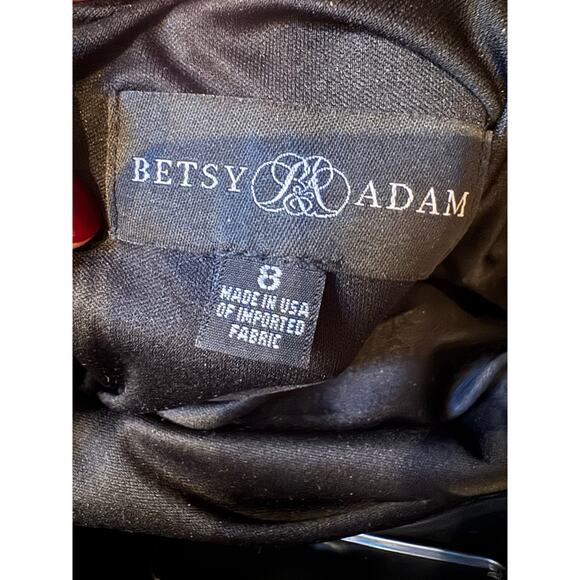 BETSY B&A ADAM
8
MADE IN USA
OF IMPORTED
FABRIC